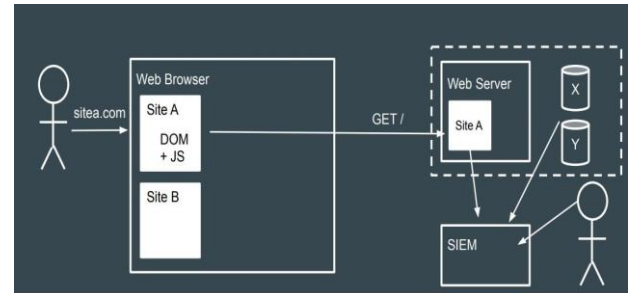 sitea.com
Web Browser
Site A
DOM
+ JS
Site B
GET /
Web Server
Site A
X
Y
SIEM